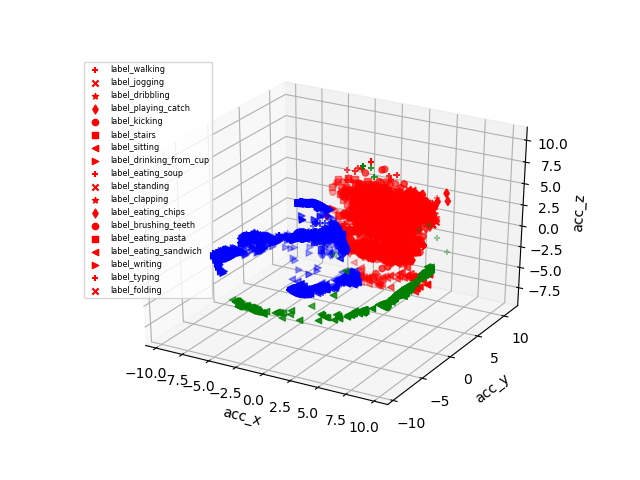 label_walking
label_jogging
label_dribbling
label_playing_catch
label_kicking
label_stairs
label_sitting
label_drinking_from_cup
label_eating_soup
label_standing
label_clapping
label_eating_chips
label_brushing_teeth
label_eating_pasta
label_eating_sandwich
label_writing
label_typing
label_folding
10.0
7.5
5.0
2.5
0.0
−2.5
−5.0
−7.5
acc_z
10
5
0
−5
−10
acc_y
−10.0
−7.5
−5.0
−2.5
0.0
2.5
5.0
7.5
10.0
acc_x